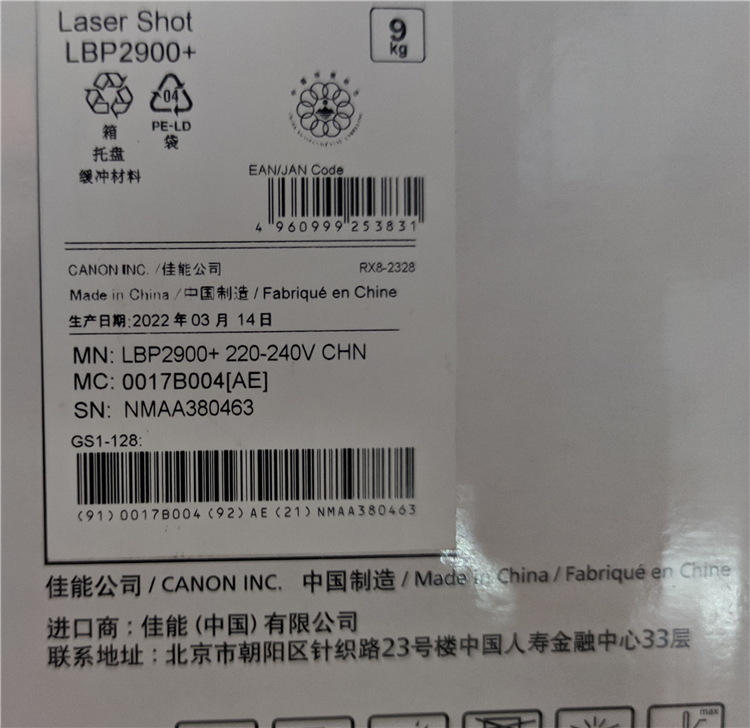 Laser Shot
LBP2900+
9
kg
04
PE-LD
箱
袋
托盘
缓冲材料
EAN/JAN Code
4 960999 253831
CANON INC. /佳能公司
RX8-2328
Made in China /中国制造 / Fabriqué en Chine
生产日期:2022 年 03 月 14 日
MN: LBP2900+ 220-240V CHN
MC: 0017B004[AE]
SN: NMAA380463
GS1-128:
(91) 0017B004 (92) AE (21) NMAA380463
佳能公司 / CANON INC. 中国制造 / Made in China / Fabriqué en Chine
进口商：佳能 (中国) 有限公司
联系地址：北京市朝阳区针织路23号楼中国人寿金融中心33层
max